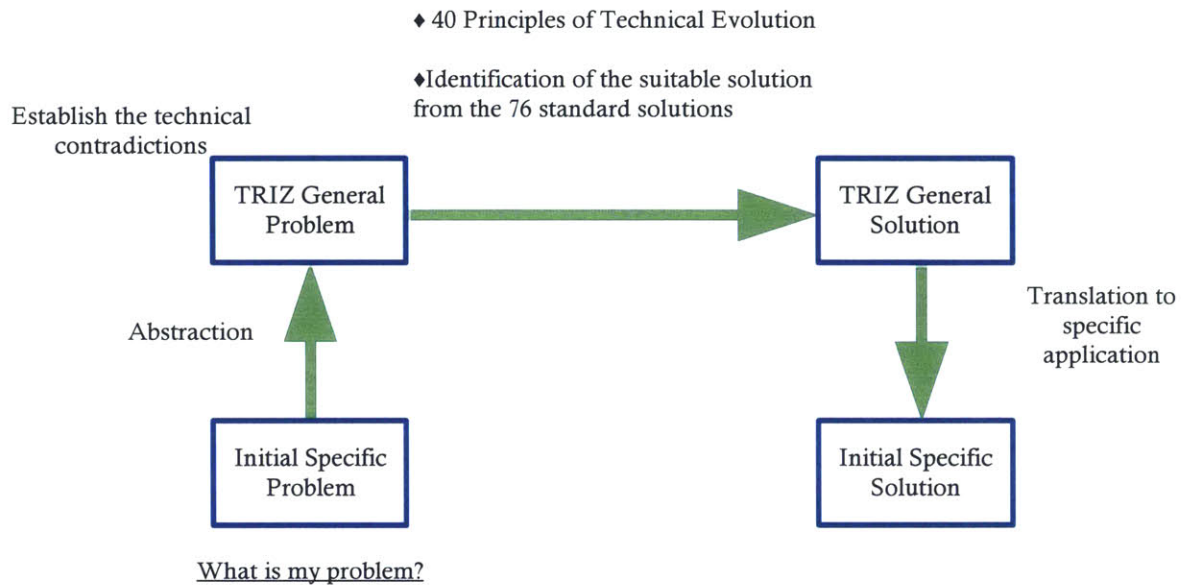 ♦ 40 Principles of Technical Evolution
♦Identification of the suitable solution
from the 76 standard solutions
Establish the technical
contradictions
TRIZ General
Problem
TRIZ General
Solution
Abstraction
Translation to
specific
application
Initial Specific
Problem
Initial Specific
Solution
What is my problem?